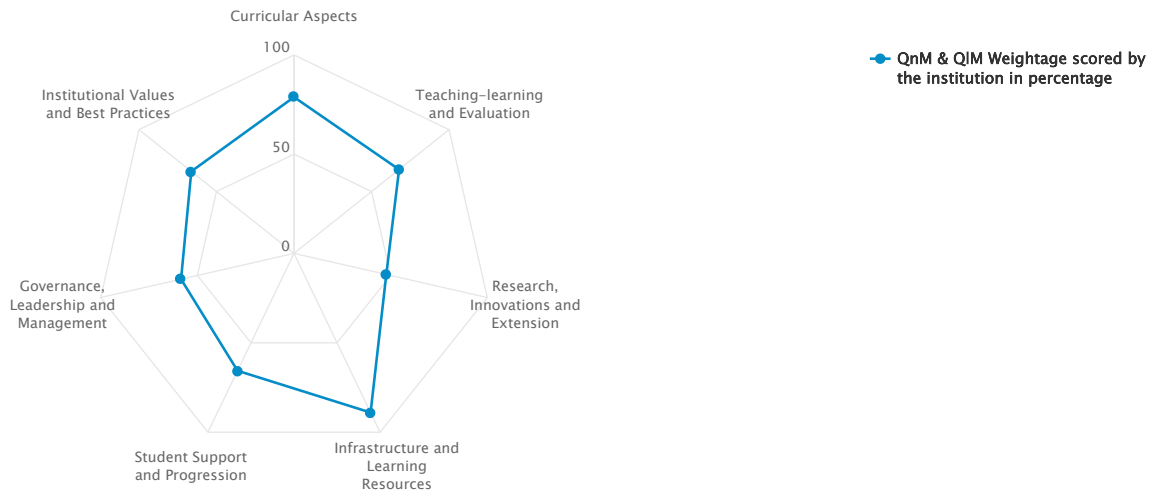 Curricular Aspects
100
50
0
Teaching-learning
and Evaluation
Research,
Innovations and
Extension
Infrastructure and
Learning
Resources
Student Support
and Progression
Governance,
Leadership and
Management
Institutional Values
and Best Practices
QnM & QlM Weightage scored by
the institution in percentage